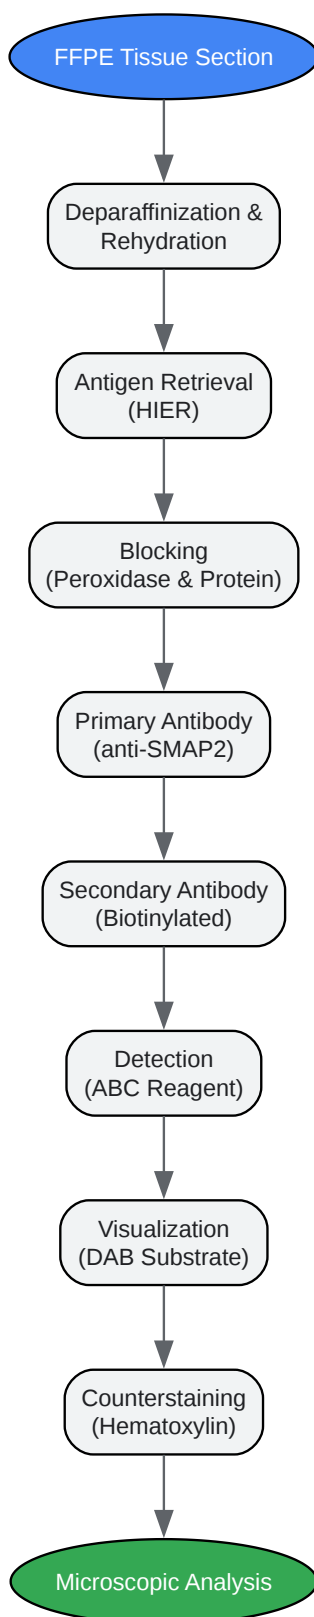 FFPE Tissue Section
Deparaffinization &
Rehydration
Antigen Retrieval
(HIER)
Blocking
(Peroxidase & Protein)
Primary Antibody
(anti-SMAP2)
Secondary Antibody
(Biotinylated)
Detection
(ABC Reagent)
Visualization
(DAB Substrate)
Counterstaining
(Hematoxylin)
Microscopic Analysis